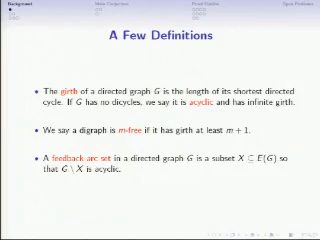 Background
Main Conjecture
Proof Outline
Open Problems
A Few Definitions
• The girth of a directed graph G is the length of its shortest directed
cycle. If G has no dicycles, we say it is acyclic and has infinite girth.
• We say a digraph is m-free if it has girth at least m + 1.
• A feedback arc set in a directed graph G is a subset X ⊆ E(G) so
that G \ X is acyclic.